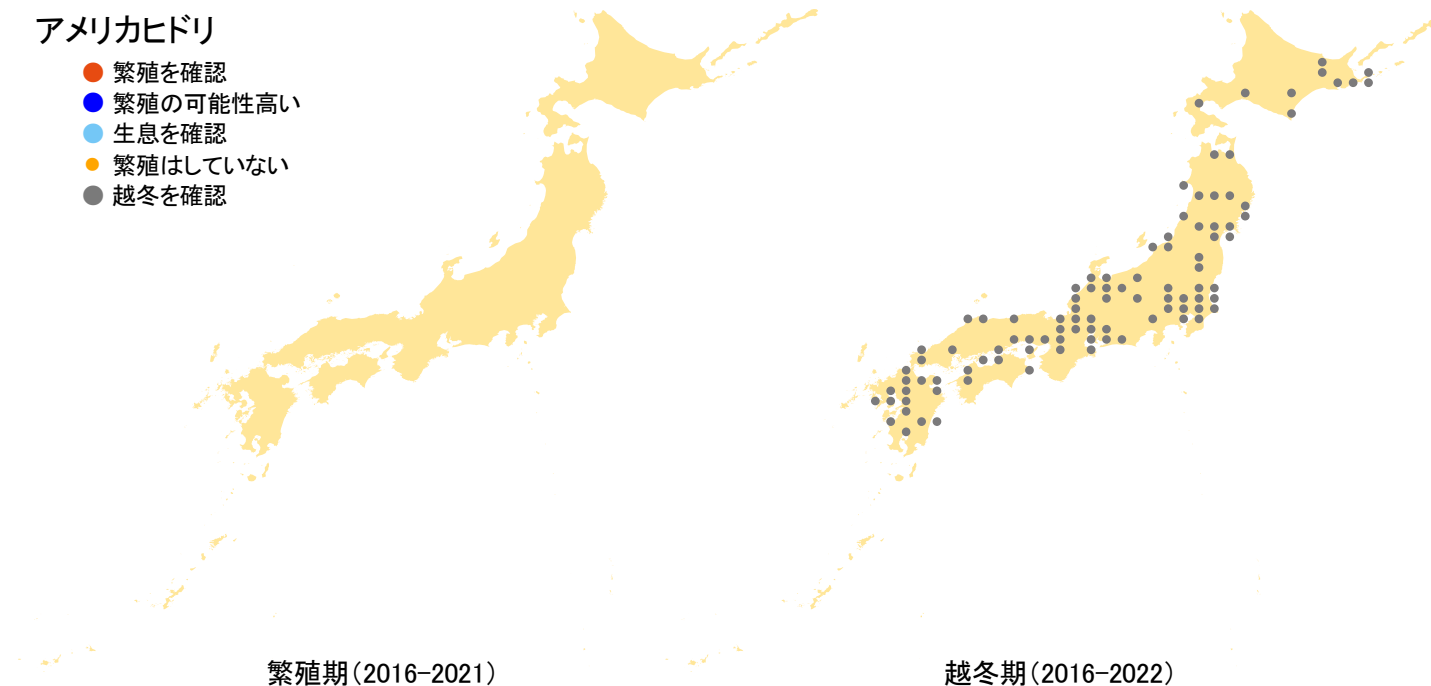 アメリカヒドリ
繁殖を確認
繁殖の可能性高い
生息を確認
繁殖はしていない
越冬を確認
繁殖期（2016-2021）
越冬期（2016-2022）